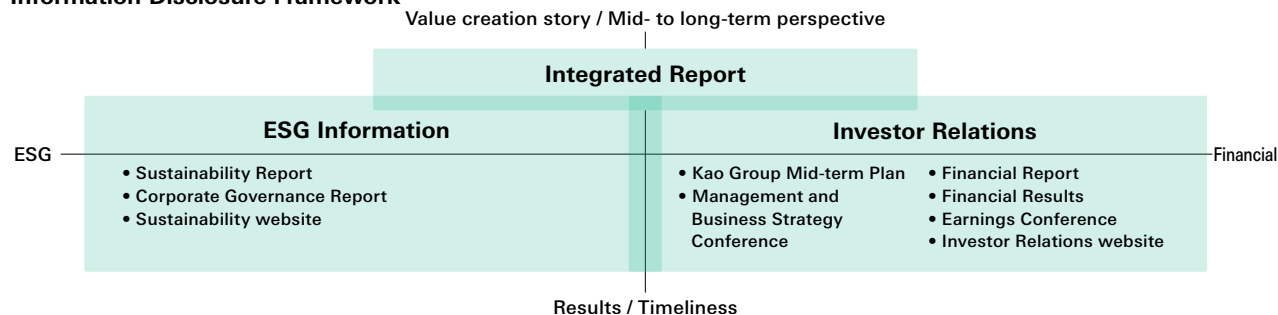 Information Disclosure Framework
Value creation story / Mid- to long-term perspective
Integrated Report
ESG Information
Investor Relations
ESG
Financial
• Sustainability Report
• Corporate Governance Report
• Sustainability website
• Kao Group Mid-term Plan
• Management and
Business Strategy
Conference
• Financial Report
• Financial Results
• Earnings Conference
• Investor Relations website
Results / Timeliness